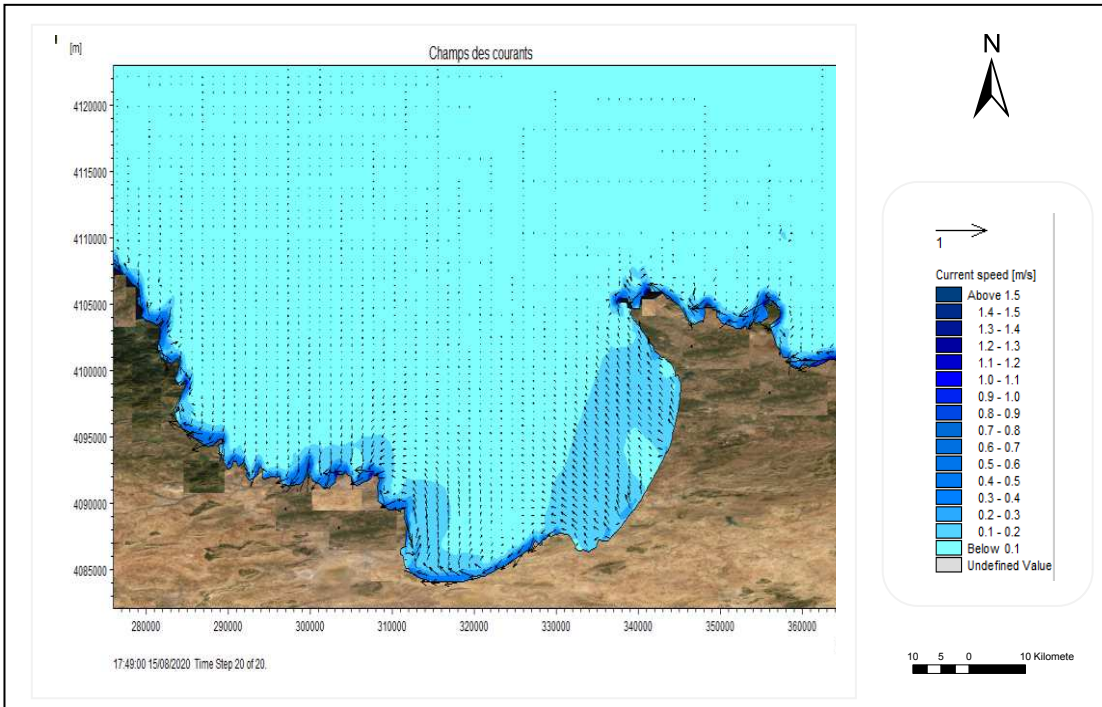 [m]
Champs des courants
4120000
4115000
4110000
4105000
4100000
4095000
4090000
4085000
280000 290000 300000 310000 320000 330000 340000 350000 360000
17:49:00 15/08/2020 Time Step 20 of 20.
N
1
Current speed [m/s]
Above 1.5
1.4 - 1.5
1.3 - 1.4
1.2 - 1.3
1.1 - 1.2
1.0 - 1.1
0.9 - 1.0
0.8 - 0.9
0.7 - 0.8
0.6 - 0.7
0.5 - 0.6
0.4 - 0.5
0.3 - 0.4
0.2 - 0.3
0.1 - 0.2
Below 0.1
Undefined Value
10 5 0 10 Kilomete